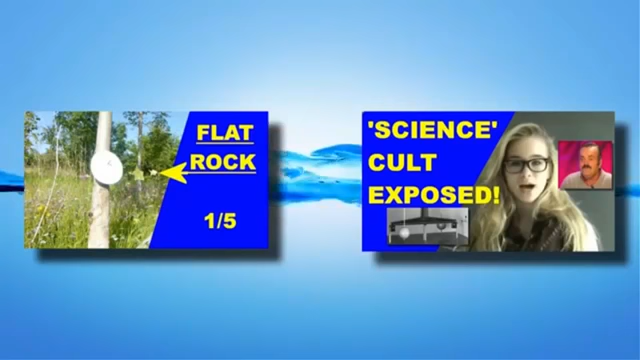 FLAT
ROCK
1/5
'SCIENCE'
CULT
EXPOSED!